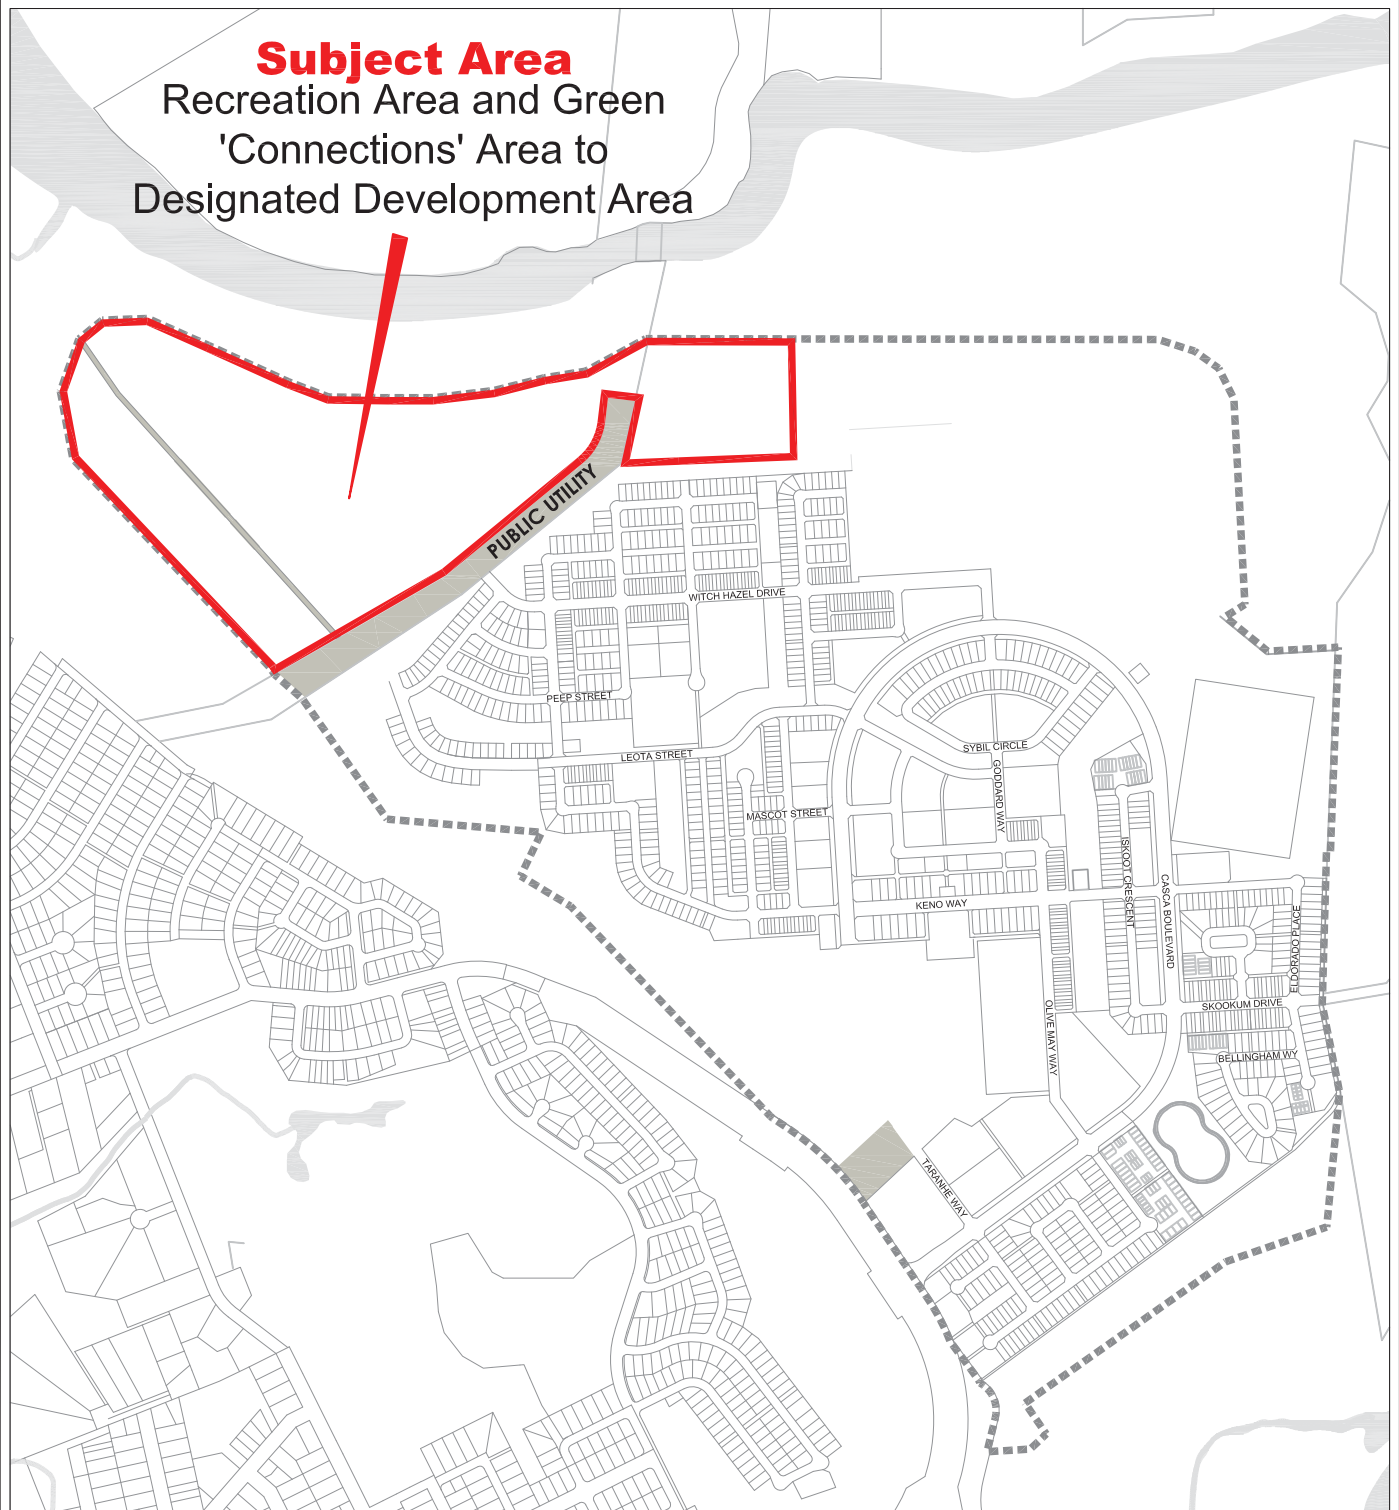 Subject Area
Recreation Area and Green
'Connections' Area to
Designated Development Area
PUBLIC UTILITY
WITCH HAZEL DRIVE
PEEP STREET
LEOTA STREET
SYBIL CIRCLE
GODDARD WAY
MASCOT STREET
ISKOOT CRESCENT
CASCA BOULEVARD
KENO WAY
ELDORADO PLACE
SKOOKUM DRIVE
OLIVE MAY WAY
BELLINGHAM WY
TARANHE WAY